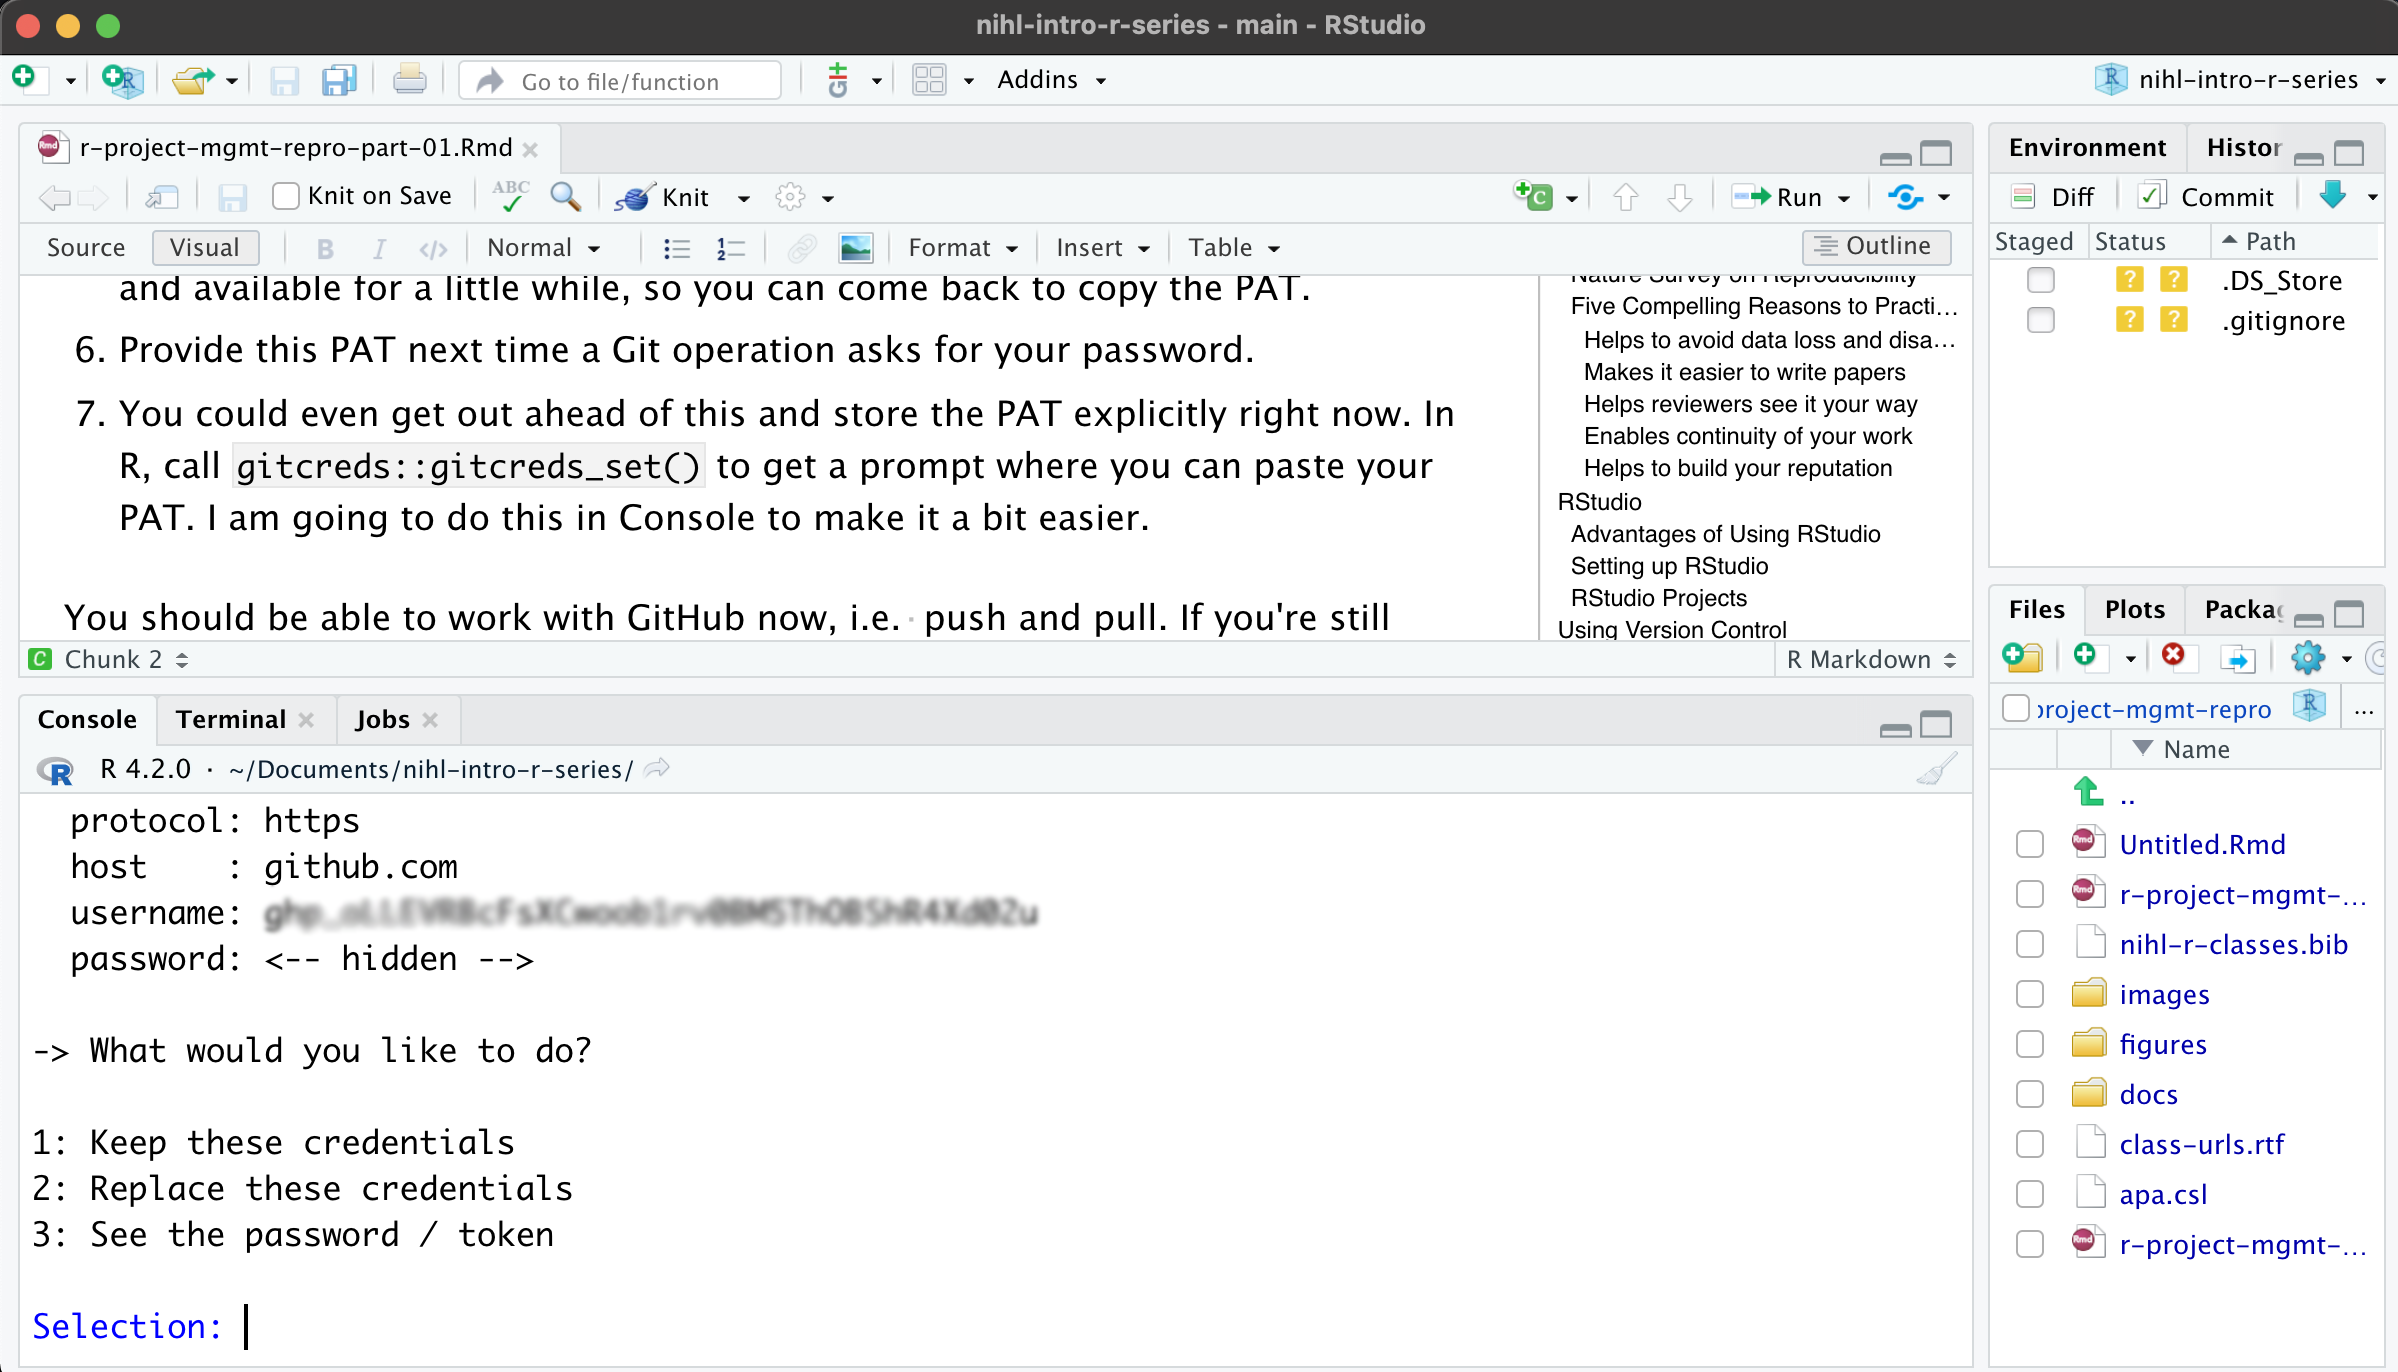 nihl-intro-r-series - main - RStudio
Go to file/function
Addins
nihl-intro-r-series
r-project-mgmt-repro-part-01.Rmd
Knit on Save
ABC
Knit
Run
Source
Visual
B
I
</>
Normal
Format
Insert
Table
Outline
and available for a little while, so you can come back to copy the PAT.
6. Provide this PAT next time a Git operation asks for your password.
7. You could even get out ahead of this and store the PAT explicitly right now. In
R, call gitcreds::gitcreds_set() to get a prompt where you can paste your
PAT. I am going to do this in Console to make it a bit easier.
You should be able to work with GitHub now, i.e. push and pull. If you're still
Nature Survey on Reproducibility
Five Compelling Reasons to Practi...
Helps to avoid data loss and disa...
Makes it easier to write papers
Helps reviewers see it your way
Enables continuity of your work
Helps to build your reputation
RStudio
Advantages of Using RStudio
Setting up RStudio
RStudio Projects
Using Version Control
C Chunk 2
R Markdown
Console
Terminal
Jobs
R 4.2.0 · ~/Documents/nihl-intro-r-series/
protocol: https
host    : github.com
username:
password: <-- hidden -->
-> What would you like to do?
1: Keep these credentials
2: Replace these credentials
3: See the password / token
Selection:
Environment
Histor
Diff
Commit
Staged
Status
Path
? ? .DS_Store
? ? .gitignore
Files
Plots
Packag
project-mgmt-repro
...
Name
..
Untitled.Rmd
r-project-mgmt-...
nihl-r-classes.bib
images
figures
docs
class-urls.rtf
apa.csl
r-project-mgmt-...